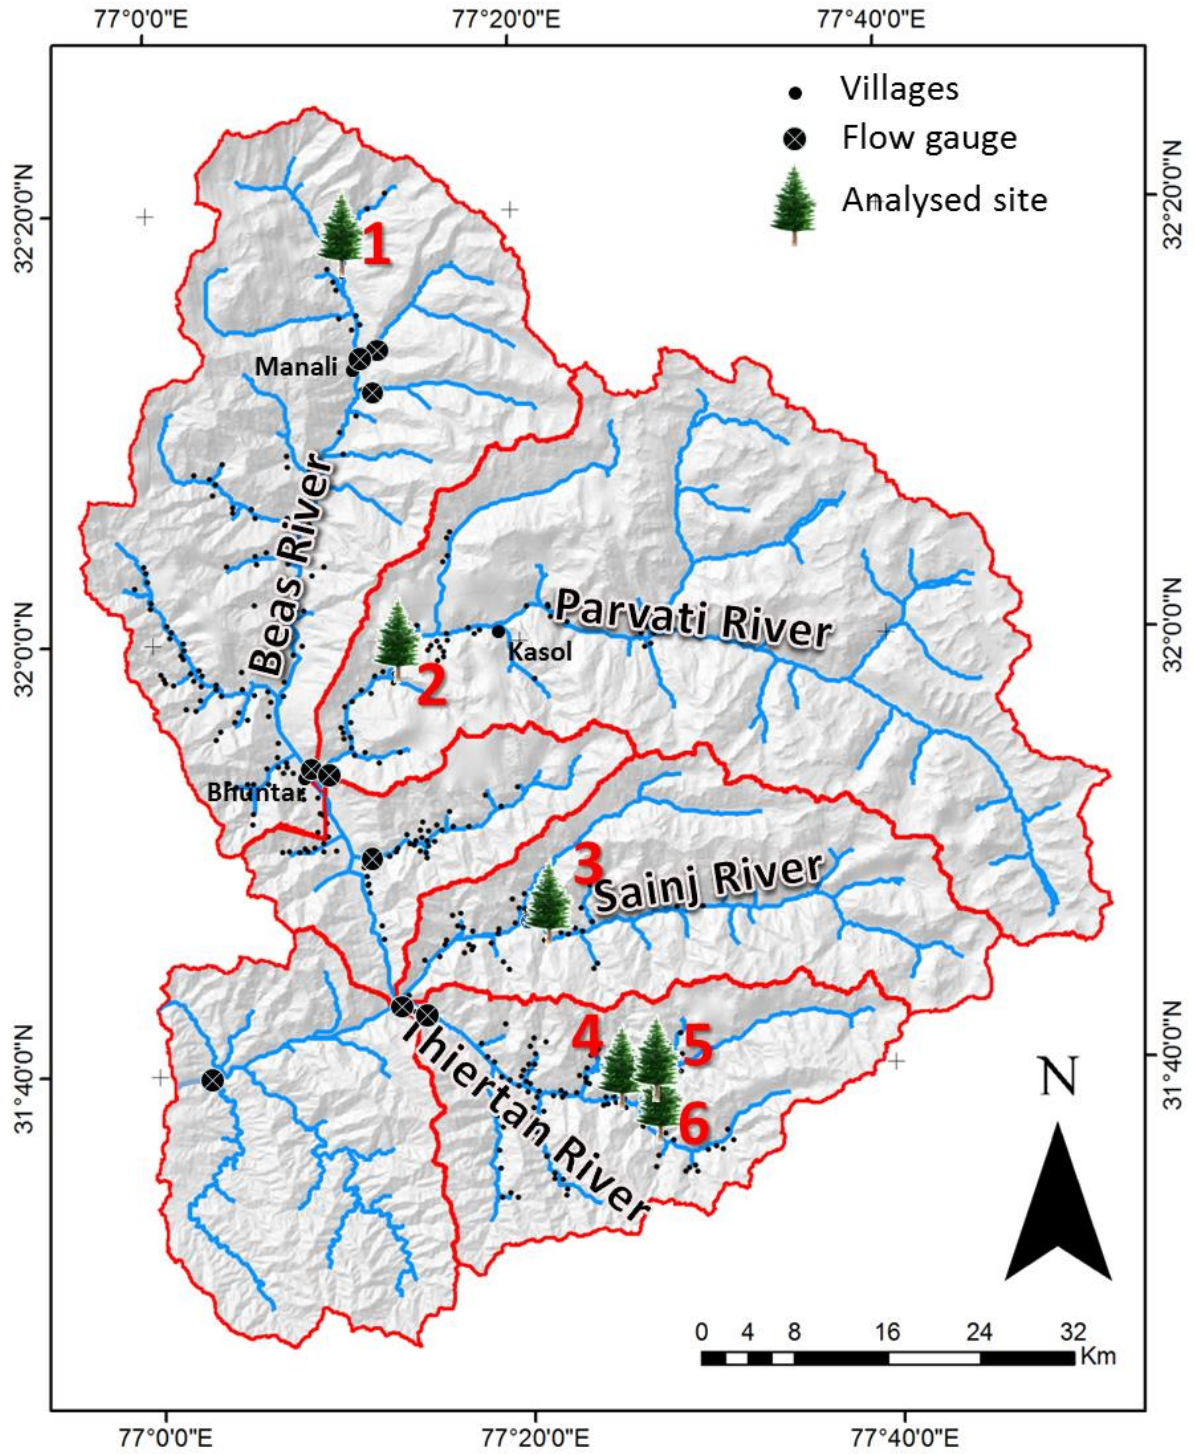 77°0'0"E 77°20'0"E 77°40'0"E
Villages
Flow gauge
Analysed site
32°20'0"N
32°20'0"N
1
Manali
Beas River
Parvati River
Kasol
32°0'0"N
32°0'0"N
2
Bhuntar
3
Sainj River
4
5
6
Thiertan River
31°40'0"N
31°40'0"N
N
0 4 8 16 24 32
Km
77°0'0"E 77°20'0"E 77°40'0"E